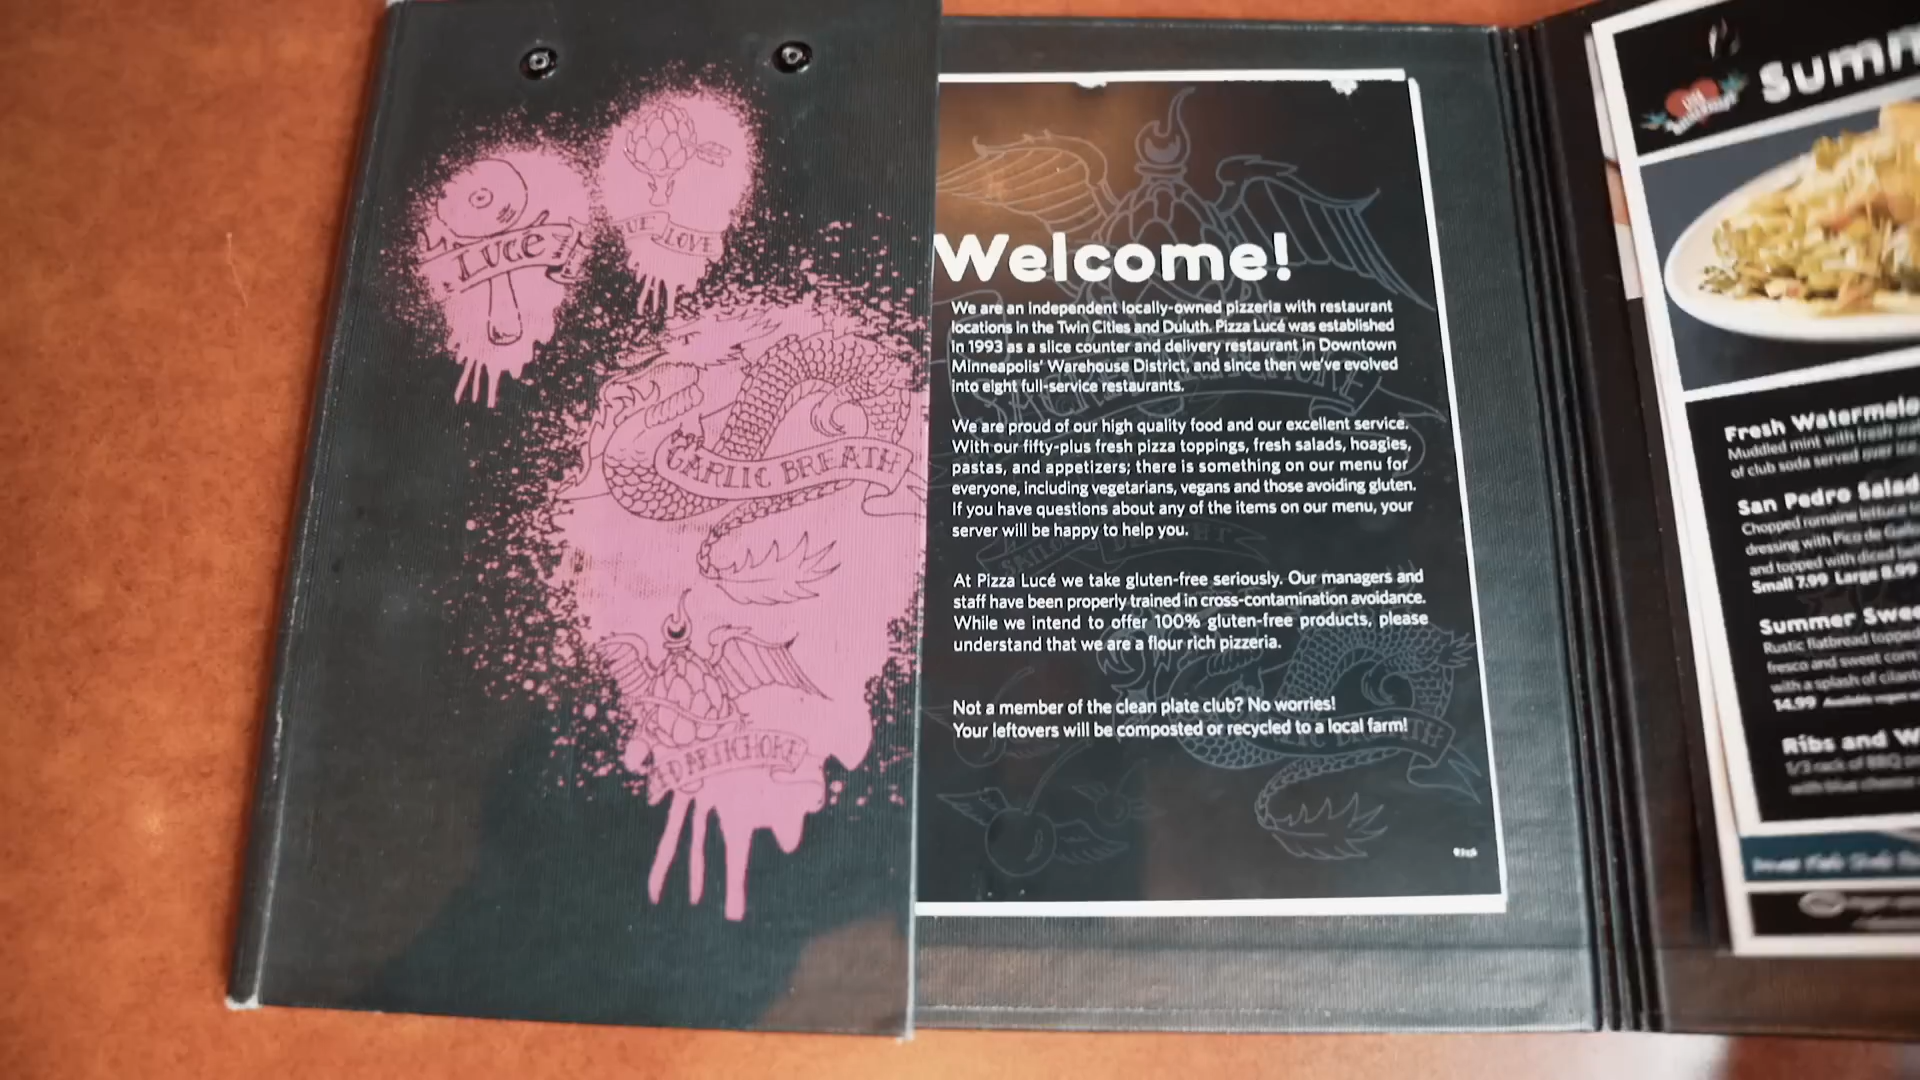 LUCÉ
LOVE
GARLIC BREATH
ARTICHOKE
Welcome!
We are an independent locally-owned pizzeria with restaurant
locations in the Twin Cities and Duluth. Pizza Lucé was established
in 1993 as a slice counter and delivery restaurant in Downtown
Minneapolis' Warehouse District, and since then we've evolved
into eight full-service restaurants.
We are proud of our high quality food and our excellent service.
With our fifty-plus fresh pizza toppings, fresh salads, hoagies,
pastas, and appetizers; there is something on our menu for
everyone, including vegetarians, vegans and those avoiding gluten.
If you have questions about any of the items on our menu, your
server will be happy to help you.
At Pizza Lucé we take gluten-free seriously. Our managers and
staff have been properly trained in cross-contamination avoidance.
While we intend to offer 100% gluten-free products, please
understand that we are a flour rich pizzeria.
Not a member of the clean plate club? No worries!
Your leftovers will be composted or recycled to a local farm!
Summ
Fresh Watermelo
Muddled mint with fresh
of club soda served over
San Pedro Salad
Chopped romaine lettuce
dressing with Pico de
and topped with diced
Small 7.99 Large 8.99
Summer Swee
Rustic flatbread topped
fresco and sweet corn
with a splash of cilant
14.99
Ribs and W
1/3 rack of BBQ
with blue cheese